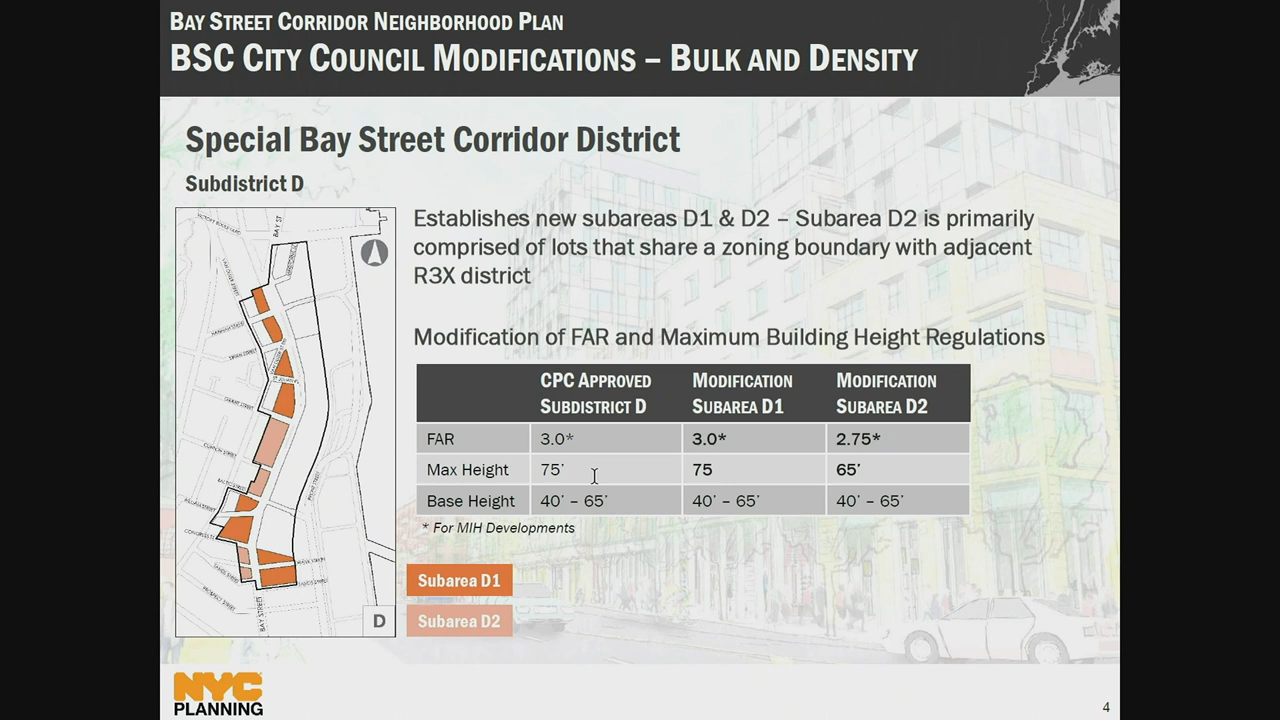 BAY STREET CORRIDOR NEIGHBORHOOD PLAN
BSC CITY COUNCIL MODIFICATIONS – BULK AND DENSITY
Special Bay Street Corridor District
Subdistrict D
Establishes new subareas D1 & D2 – Subarea D2 is primarily
comprised of lots that share a zoning boundary with adjacent
R3X district
Modification of FAR and Maximum Building Height Regulations
CPC APPROVED SUBDISTRICT D
MODIFICATION SUBAREA D1
MODIFICATION SUBAREA D2
FAR 3.0* 3.0* 2.75*
Max Height 75' 75 65'
Base Height 40' – 65' 40' – 65' 40' – 65'
* For MIH Developments
Subarea D1
Subarea D2
BAY ST
BAY STREET
D
NYC
PLANNING
4